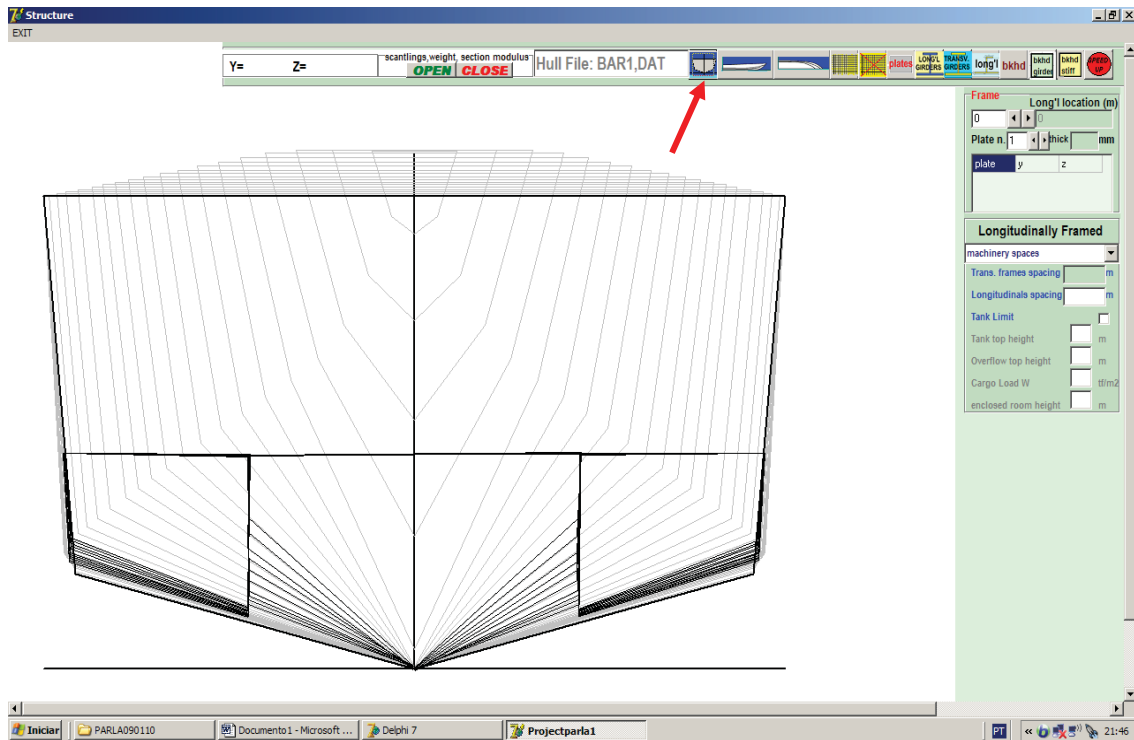 Structure
EXIT
Y= Z=
scantlings,weight, section modulus
OPEN CLOSE
Hull File: BAR1,DAT
plates
LONG'L GIRDERS
TRANSV. GIRDERS
long'l
bkhd
bkhd girder
bkhd stiff
SPEED UP
Frame
Long'l location (m)
0 0
Plate n. 1 thick mm
plate y z
Longitudinally Framed
machinery spaces
Trans. frames spacing m
Longitudinals spacing m
Tank Limit
Tank top height m
Overflow top height m
Cargo Load W tf/m2
enclosed room height m
Iniciar PARLA090110 Documento1 - Microsoft ... Delphi 7 Projectparla1 PT « 21:46